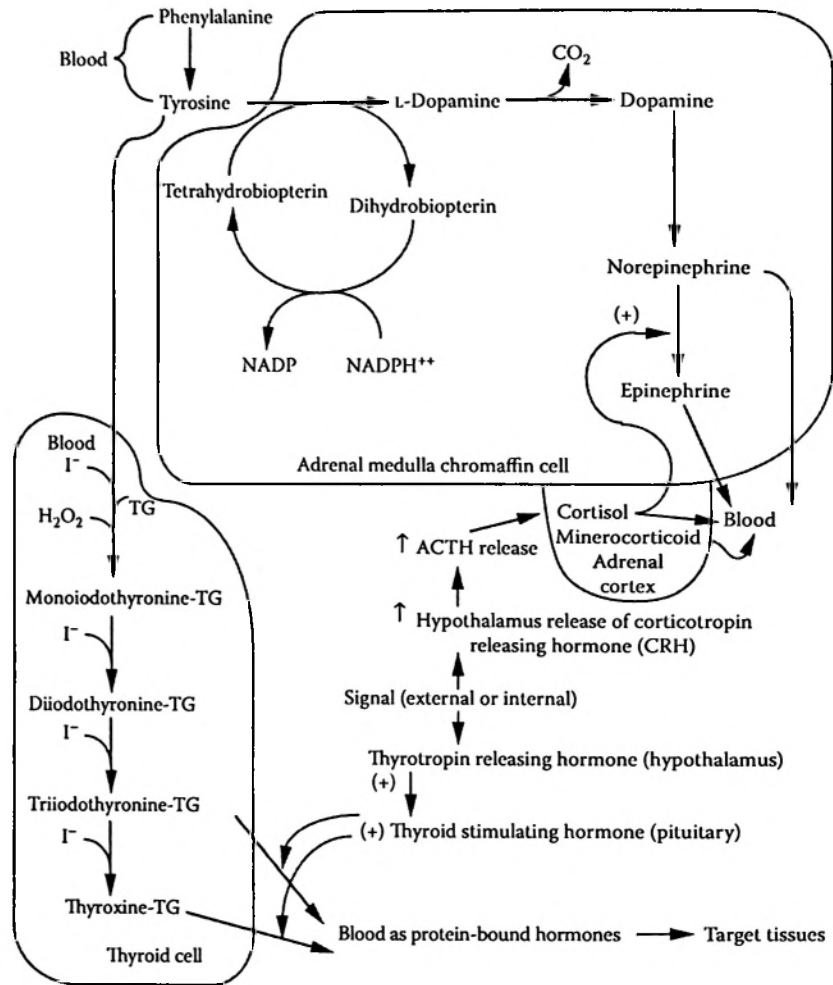 Phenylalanine
Blood
CO₂
Tyrosine
L-Dopamine
Dopamine
Tetrahydrobiopterin
Dihydrobiopterin
Norepinephrine
(+)
NADP
NADPH⁺⁺
Epinephrine
Blood
I⁻
Adrenal medulla chromaffin cell
TG
H₂O₂
Cortisol
Blood
Minerocorticoid
Adrenal
cortex
↑ ACTH release
Monoiodothyronine-TG
↑ Hypothalamus release of corticotropin
releasing hormone (CRH)
I⁻
Signal (external or internal)
Diiodothyronine-TG
I⁻
Thyrotropin releasing hormone (hypothalamus)
(+)
Triiodothyronine-TG
(+) Thyroid stimulating hormone (pituitary)
I⁻
Thyroxine-TG
Blood as protein-bound hormones
Target tissues
Thyroid cell